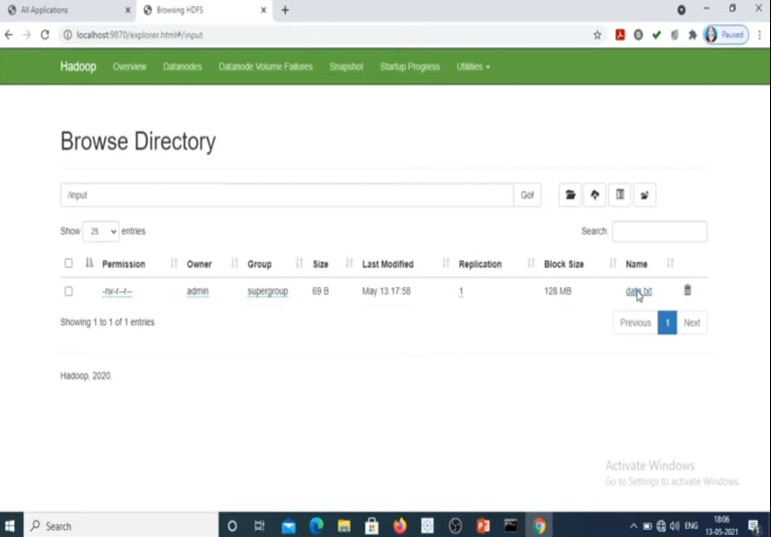 All Applications
Browsing HDFS
localhost:9870/explorer.html#/input
Paused
Hadoop Overview Datanodes Datanode Volume Failures Snapshot Startup Progress Utilities
Browse Directory
/input Go!
Show 25 entries Search:
Permission Owner Group Size Last Modified Replication Block Size Name
-rw-r--r-- admin supergroup 69 B May 13 17:58 1 128 MB data.txt
Showing 1 to 1 of 1 entries Previous 1 Next
Hadoop, 2020.
Activate Windows
Go to Settings to activate Windows.
Search ENG 18:06
13-05-2021